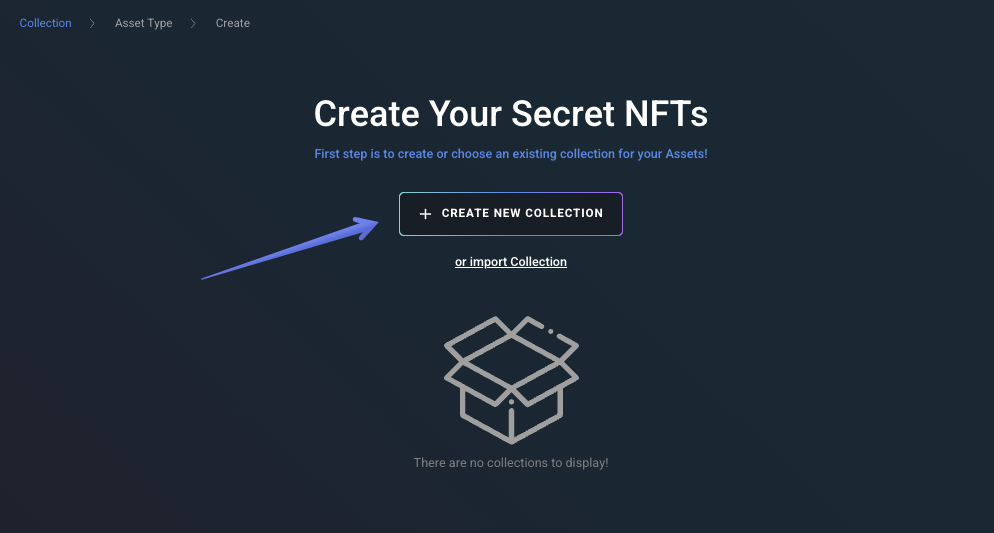 Collection > Asset Type > Create
Create Your Secret NFTs
First step is to create or choose an existing collection for your Assets!
+ CREATE NEW COLLECTION
or import Collection
There are no collections to display!